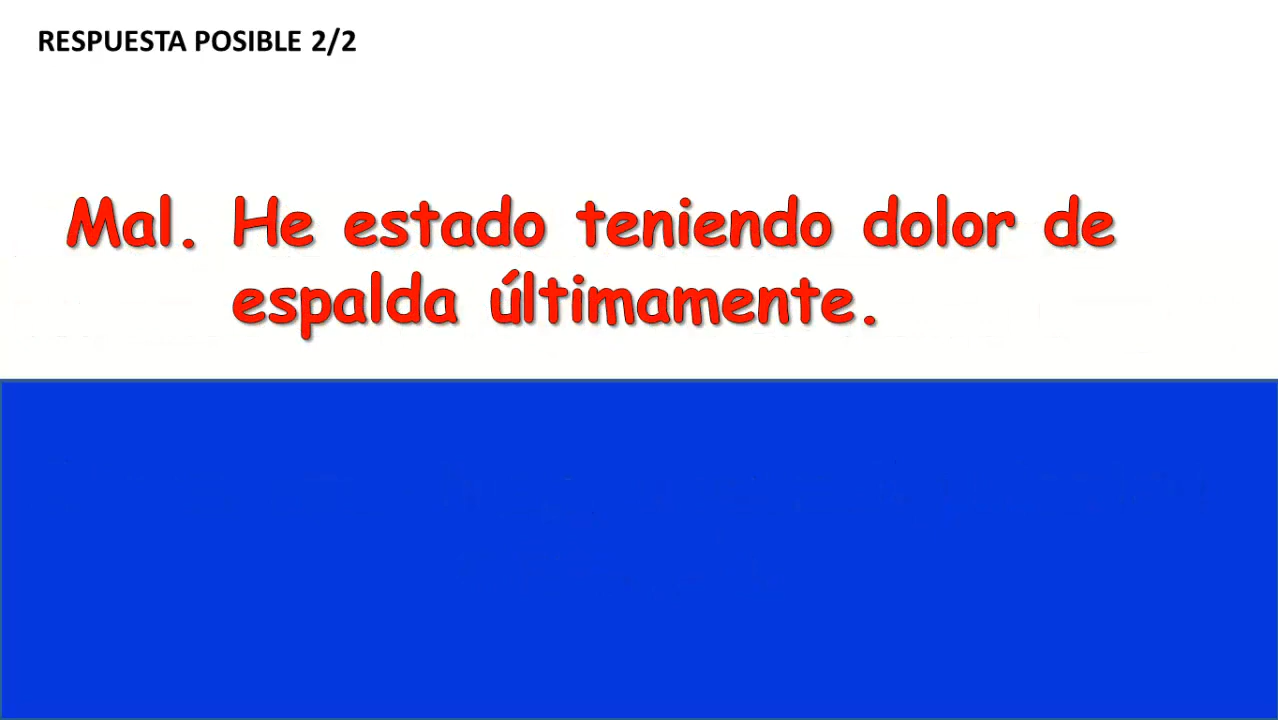 RESPUESTA POSIBLE 2/2
Mal. He estado teniendo dolor de
espalda últimamente.